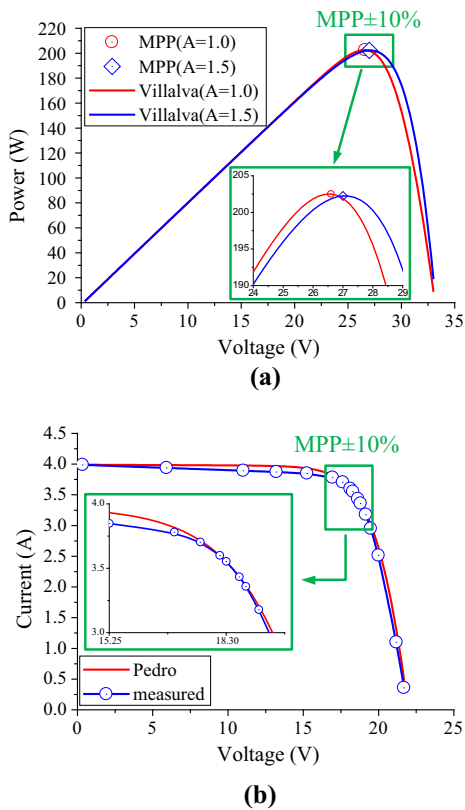 MPP±10%
MPP(A=1.0)
MPP(A=1.5)
Villalva(A=1.0)
Villalva(A=1.5)
Power (W)
220
200
180
160
140
120
100
80
60
40
20
0
205
202
195
190
24 25 26 27 28 29
0 5 10 15 20 25 30 35
Voltage (V)
(a)
MPP±10%
Current (A)
4.5
4.0
3.5
3.0
2.5
2.0
1.5
1.0
0.5
0.0
3.8
3.5
3.0
15.25 18.30
Pedro
measured
0 5 10 15 20 25
Voltage (V)
(b)